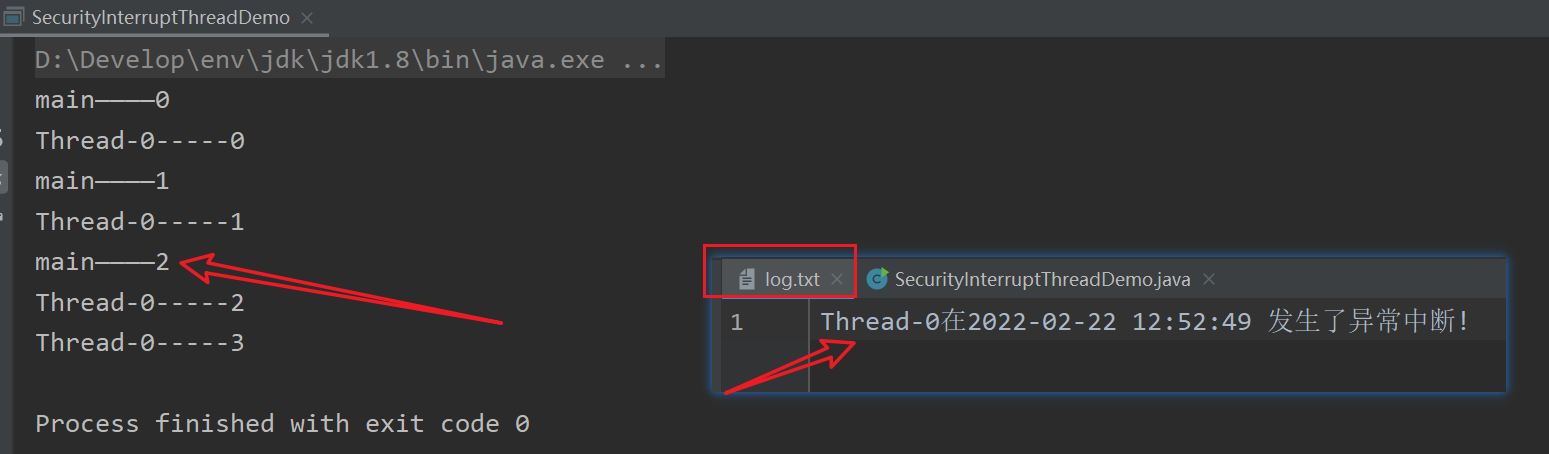 SecurityInterruptThreadDemo
D:\Develop\env\jdk\jdk1.8\bin\java.exe ...
main————0
Thread-0-----0
main————1
Thread-0-----1
main————2
Thread-0-----2
Thread-0-----3
Process finished with exit code 0
log.txt
SecurityInterruptThreadDemo.java
1 Thread-0在2022-02-22 12:52:49 发生了异常中断!